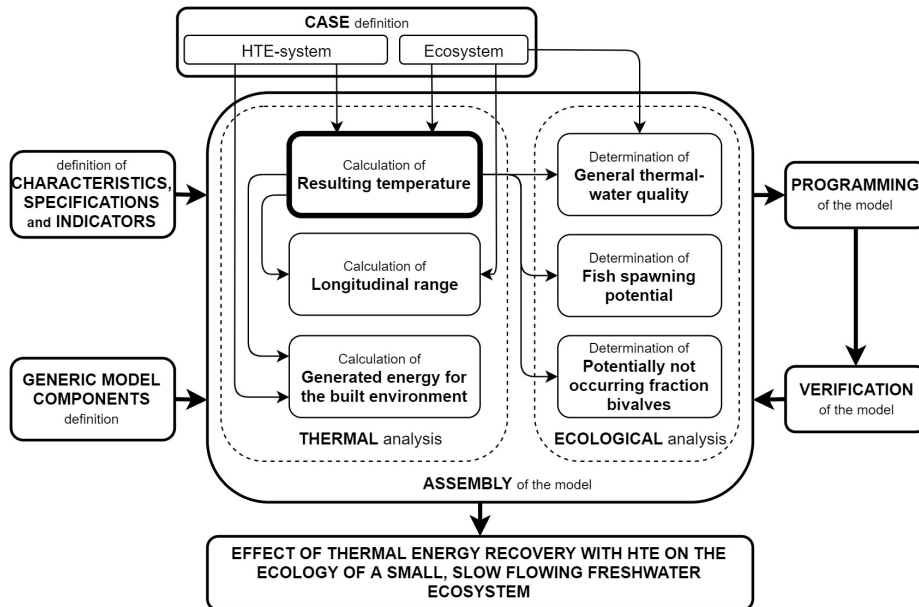 CASE definition
HTE-system
Ecosystem
definition of
CHARACTERISTICS,
SPECIFICATIONS
and INDICATORS
GENERIC MODEL
COMPONENTS
definition
Calculation of
Resulting temperature
Calculation of
Longitudinal range
Calculation of
Generated energy for
the built environment
THERMAL analysis
Determination of
General thermal-
water quality
Determination of
Fish spawning
potential
Determination of
Potentially not
occurring fraction
bivalves
ECOLOGICAL analysis
ASSEMBLY of the model
PROGRAMMING
of the model
VERIFICATION
of the model
EFFECT OF THERMAL ENERGY RECOVERY WITH HTE ON THE
ECOLOGY OF A SMALL, SLOW FLOWING FRESHWATER
ECOSYSTEM